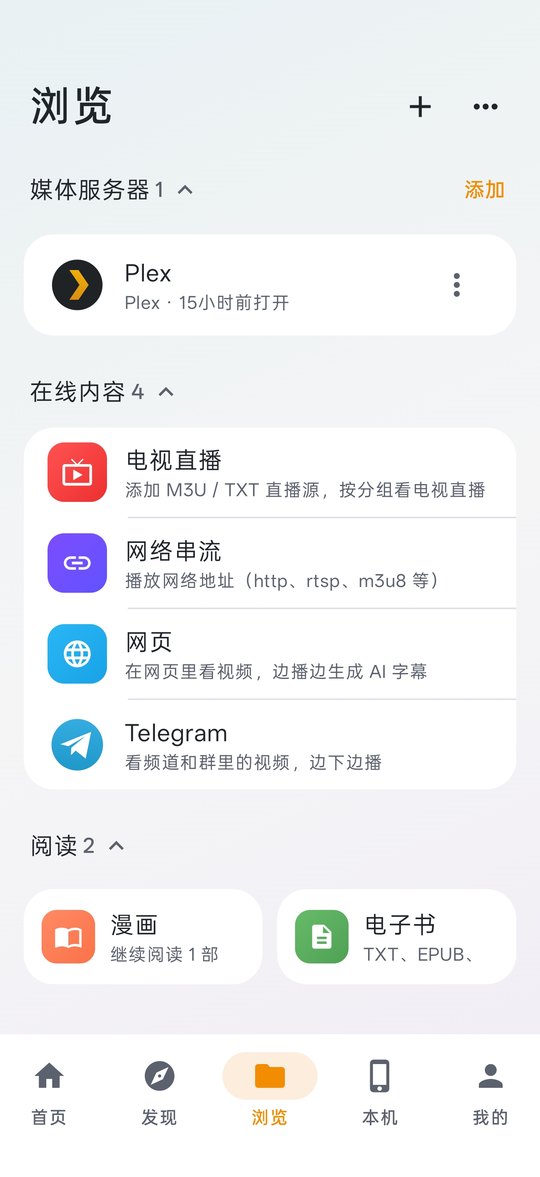 浏览
媒体服务器 1
添加
Plex
Plex · 15小时前打开
在线内容 4
电视直播
添加 M3U / TXT 直播源，按分组看电视直播
网络串流
播放网络地址（http、rtsp、m3u8 等）
网页
在网页里看视频，边播边生成 AI 字幕
Telegram
看频道和群里的视频，边下边播
阅读 2
漫画
继续阅读 1 部
电子书
TXT、EPUB、
首页
发现
浏览
本机
我的